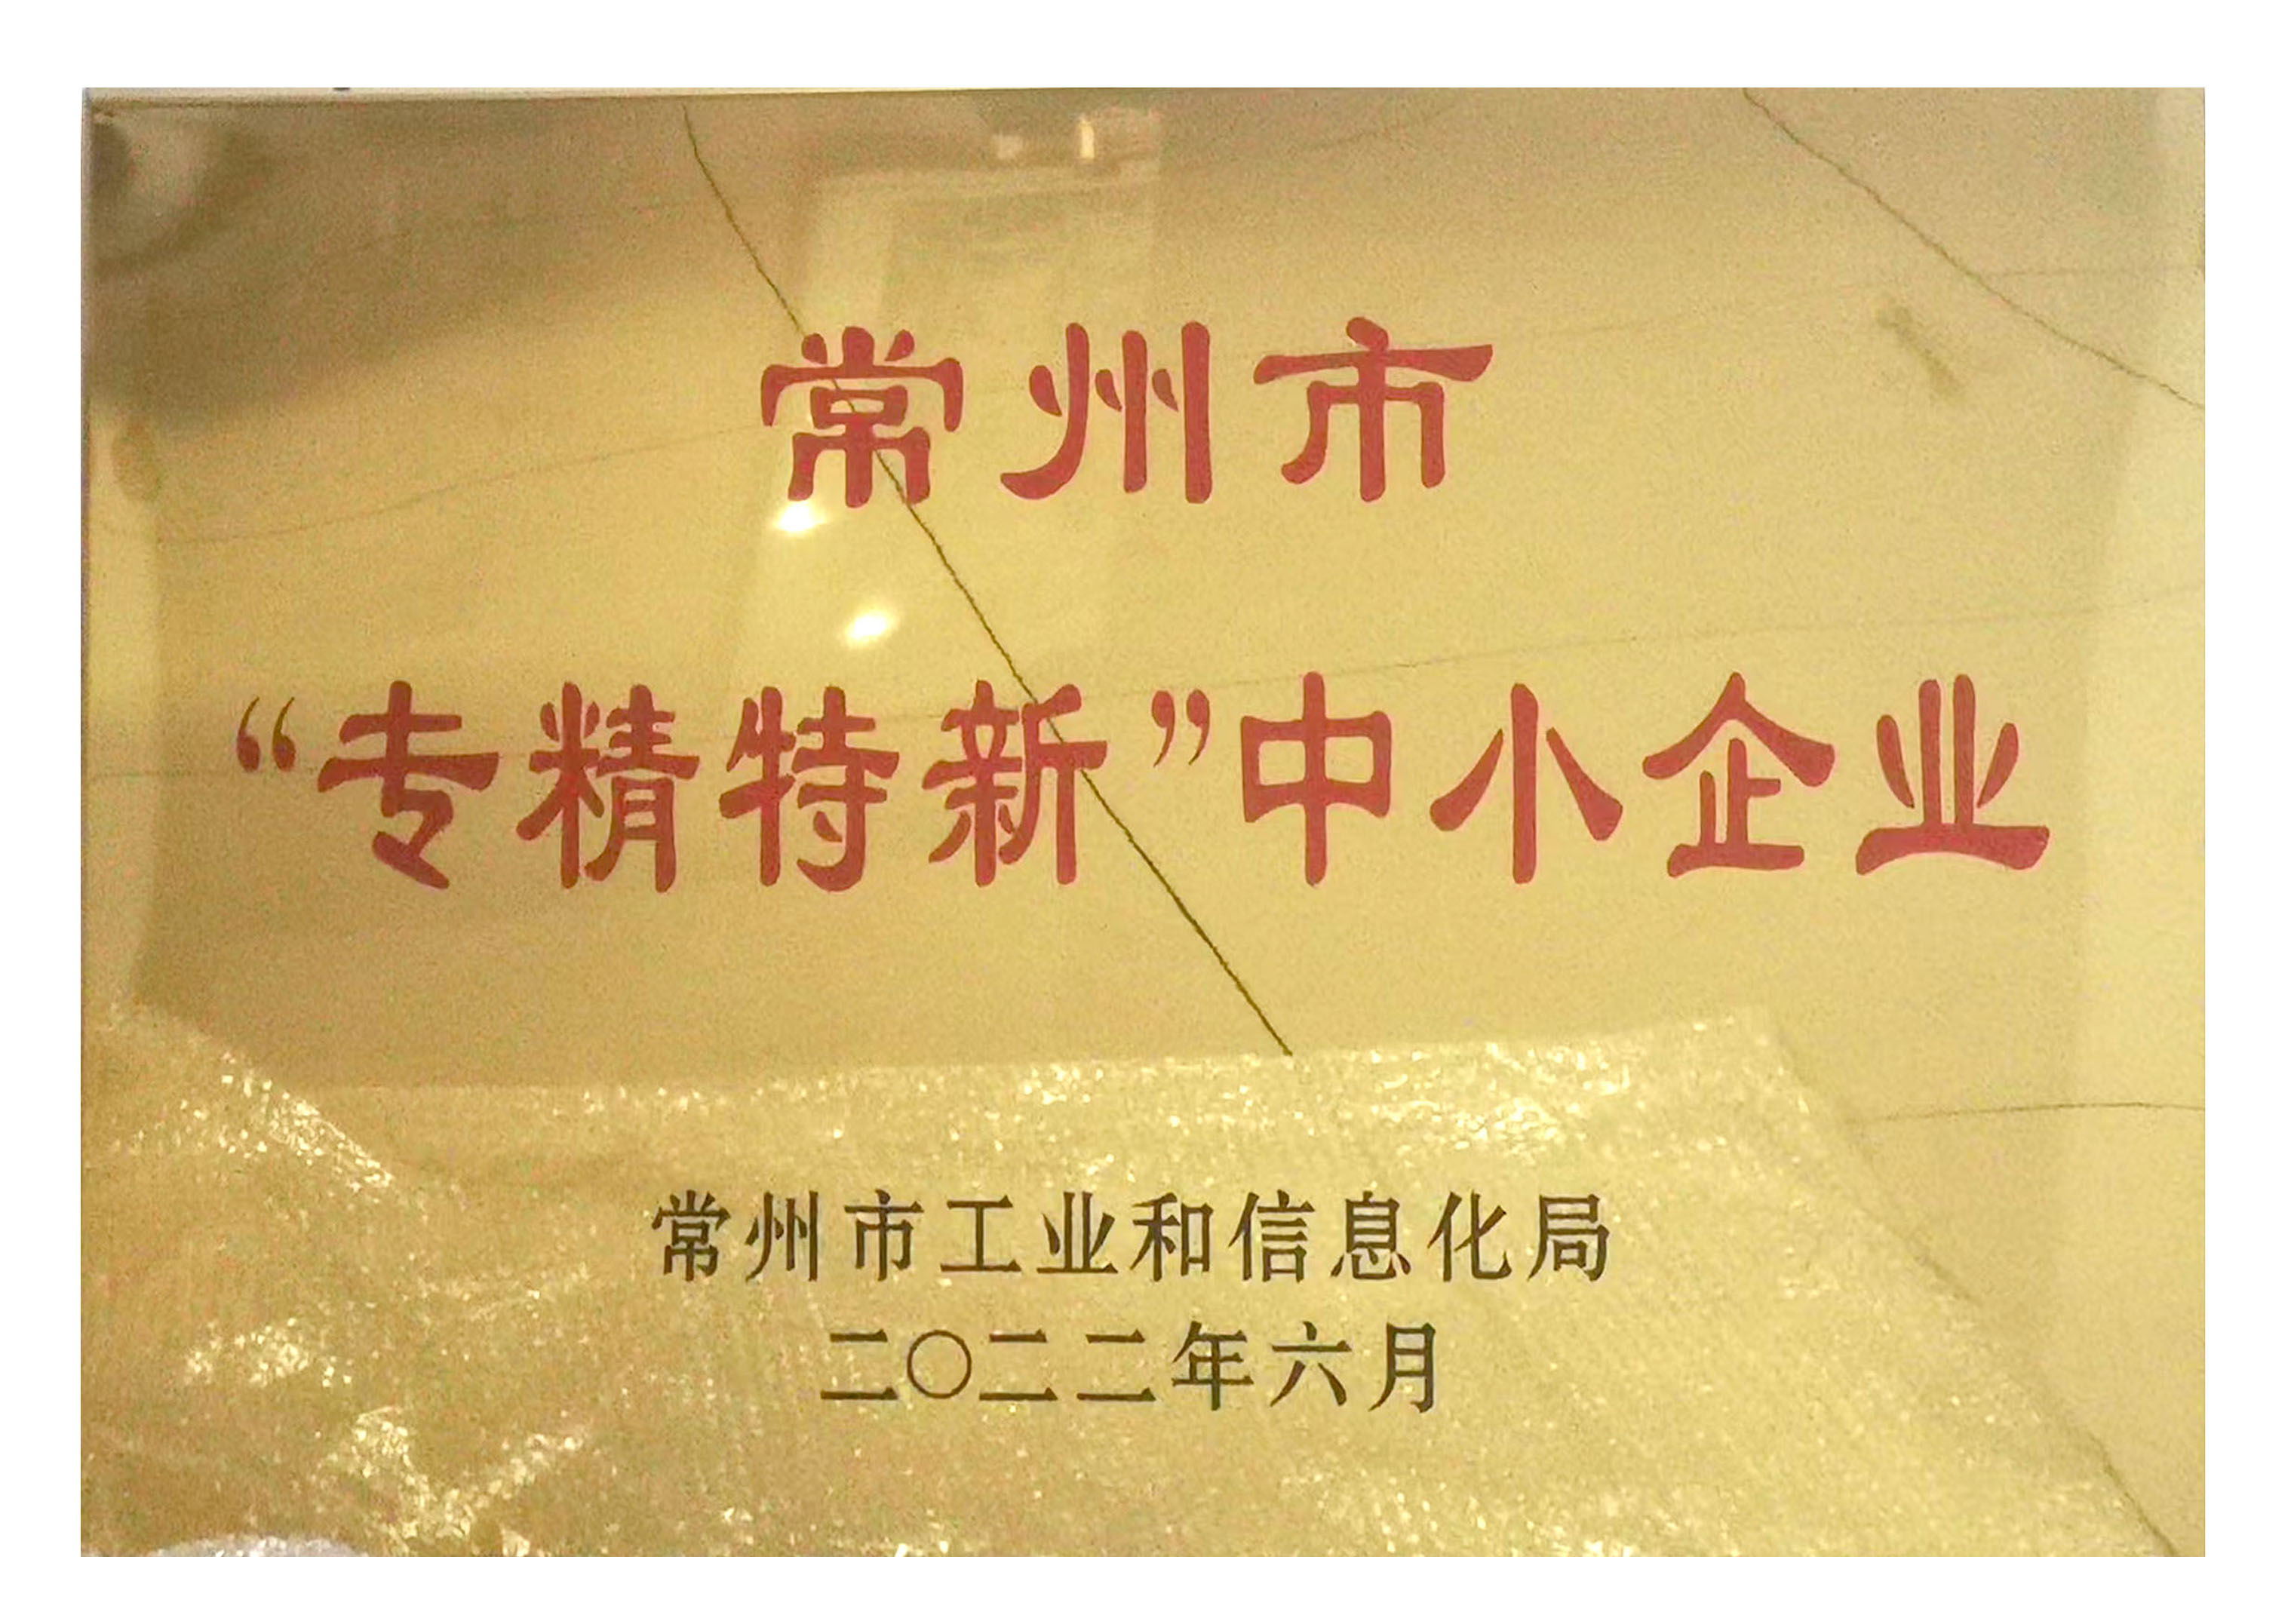 常州市
“专精特新”中小企业
常州市工业和信息化局
二〇二二年六月